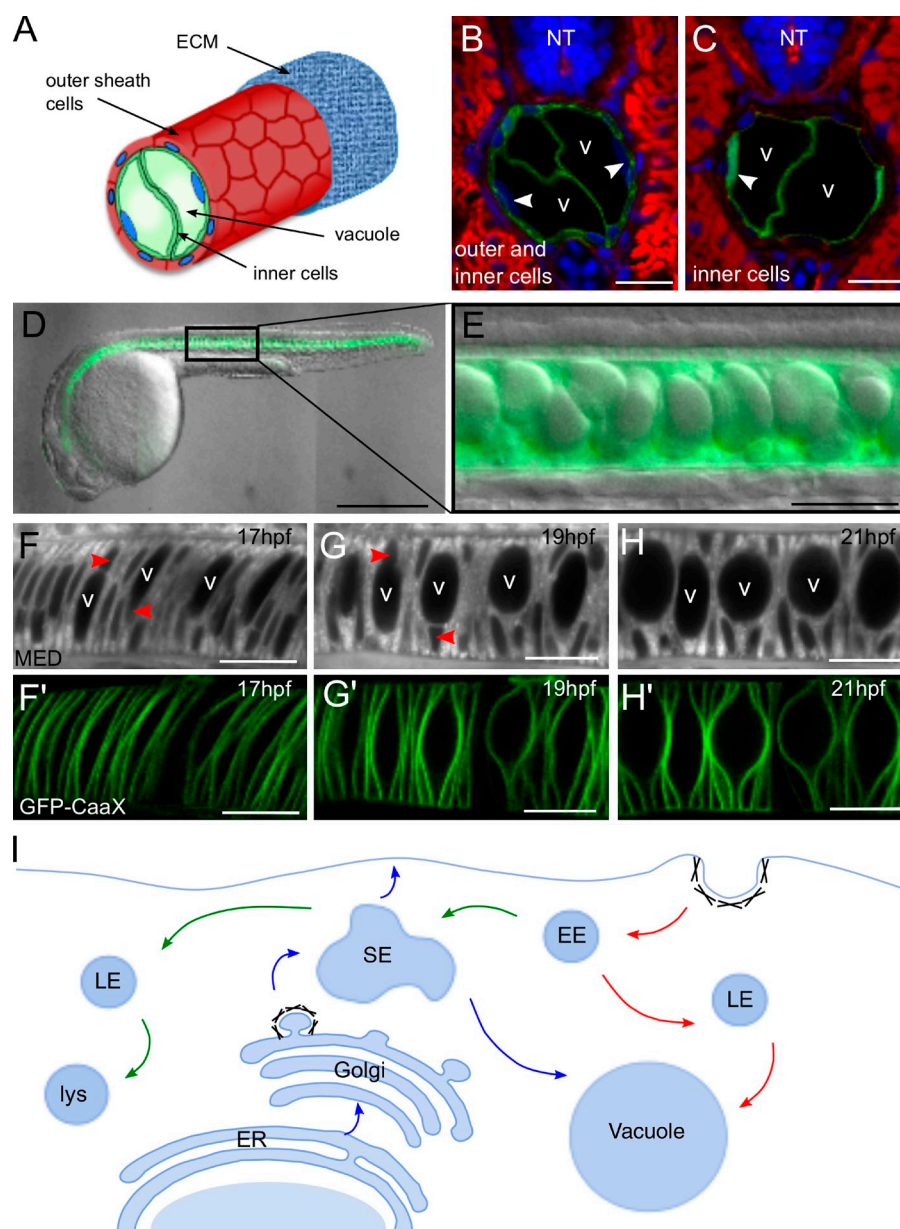 A
ECM
outer sheath
cells
vacuole
inner cells
B
NT
v
v
outer and
inner cells
C
NT
v
v
inner cells
D
E
F
17hpf
v
v
v
MED
G
19hpf
v
v
v
H
21hpf
v
v
v
F'
17hpf
GFP-CaaX
G'
19hpf
H'
21hpf
I
SE
EE
LE
LE
lys
Golgi
ER
Vacuole